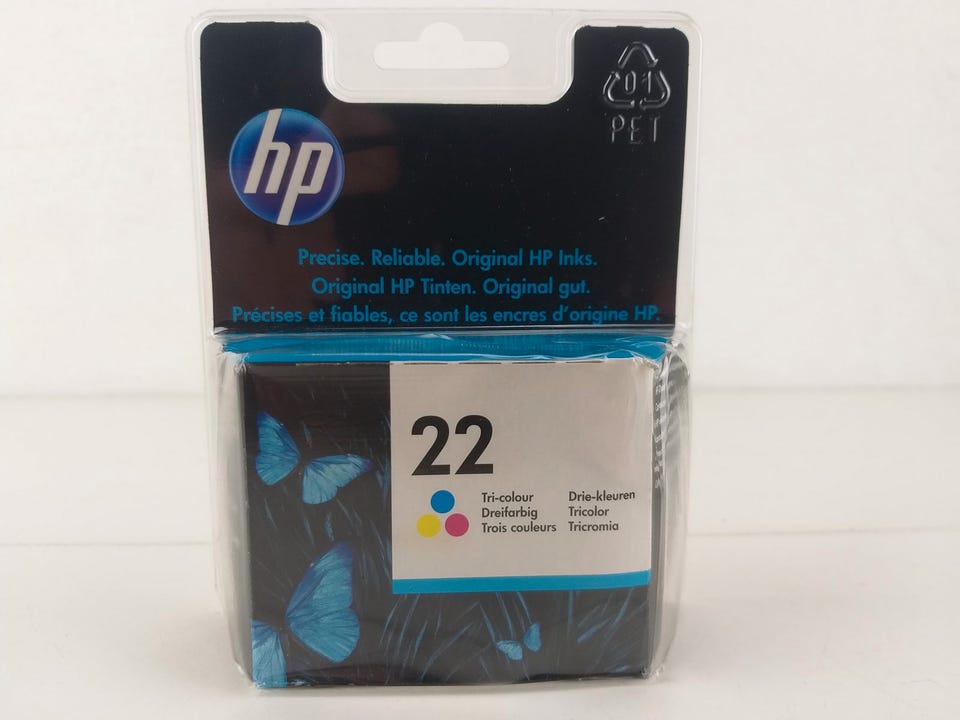 01
PET
hp
Precise. Reliable. Original HP Inks.
Original HP Tinten. Original gut.
Précises et fiables, ce sont les encres d'origine HP.
22
Tri-colour Drie-kleuren
Dreifarbig Tricolor
Trois couleurs Tricromia